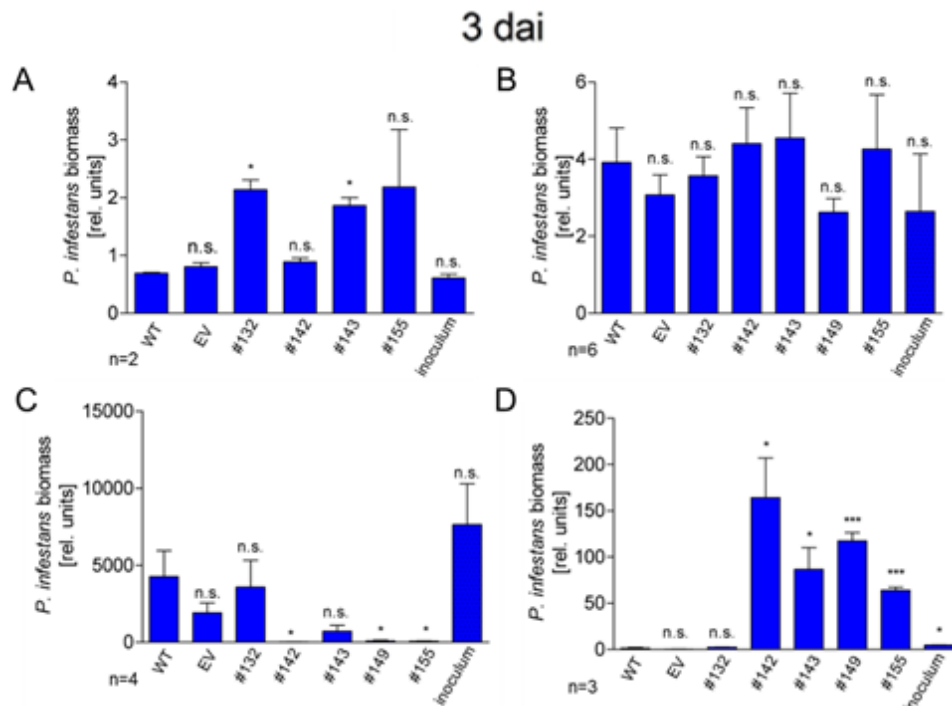 3 dai
A
P. infestans biomass
[rel. units]
4
3
2
1
0
n.s.
*
n.s.
*
n.s.
n.s.
WT
EV
#132
#142
#143
#155
inoculum
n=2
B
P. infestans biomass
[rel. units]
6
4
2
0
n.s.
n.s.
n.s.
n.s.
n.s.
n.s.
n.s.
WT
EV
#132
#142
#143
#149
#155
inoculum
n=6
C
P. infestans biomass
[rel. units]
15000
10000
5000
0
n.s.
n.s.
*
n.s.
*
*
n.s.
WT
EV
#132
#142
#143
#149
#155
inoculum
n=4
D
P. infestans biomass
[rel. units]
250
200
150
100
50
0
n.s.
n.s.
*
*
***
***
*
WT
EV
#132
#142
#143
#149
#155
inoculum
n=3